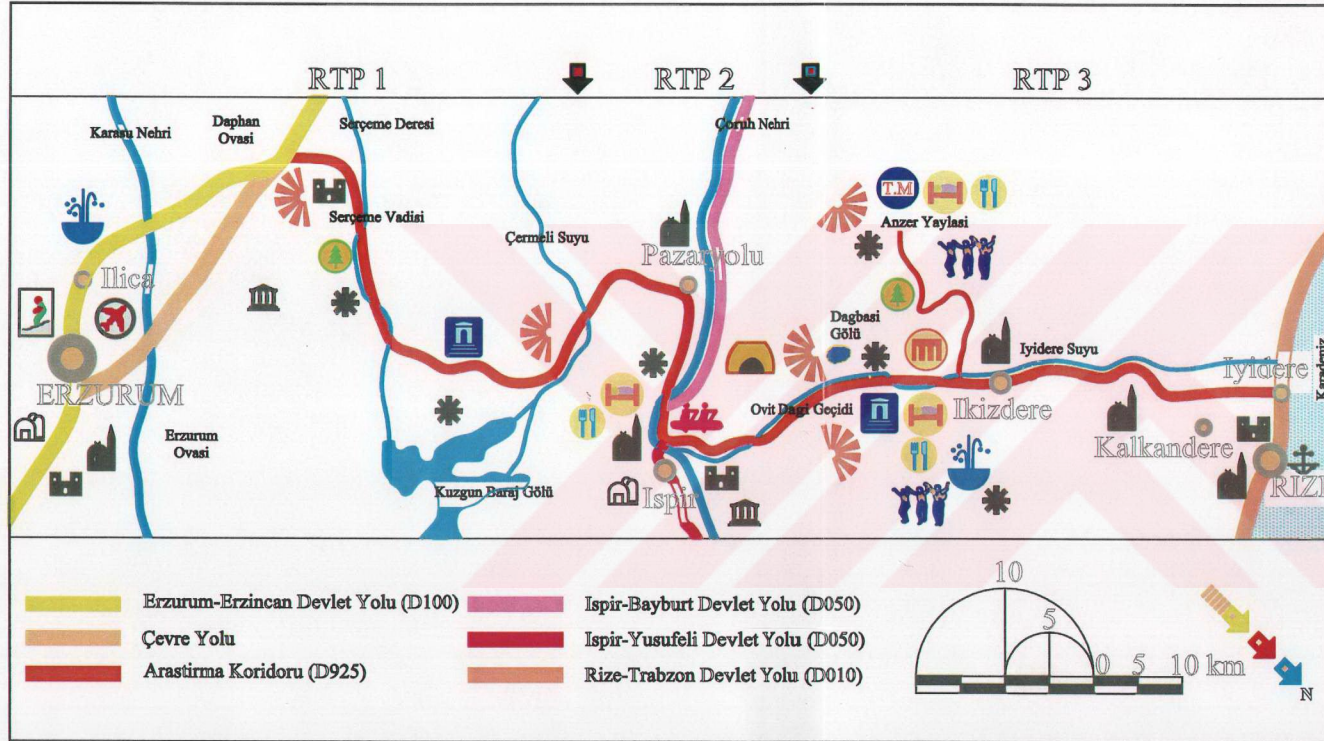 RTP 1
RTP 2
RTP 3
Karasu Nehri
Daphan
Ovasi
Serçeme Deresi
Çoruh Nehri
T.M
Anzer Yaylasi
Serçeme Vadisi
Çermeli Suyu
Pazaryolu
Ilica
Dagbasi
Gölü
Iyidere Suyu
Iyidere
Karadeniz
ERZURUM
Ovit Dagi Geçidi
Ikizdere
Kalkandere
Erzurum
Ovasi
Kuzgun Baraj Gölü
Ispir
RIZE
Erzurum-Erzincan Devlet Yolu (D100)
Çevre Yolu
Arastirma Koridoru (D925)
Ispir-Bayburt Devlet Yolu (D050)
Ispir-Yusufeli Devlet Yolu (D050)
Rize-Trabzon Devlet Yolu (D010)
10
5
0 5 10 km
N